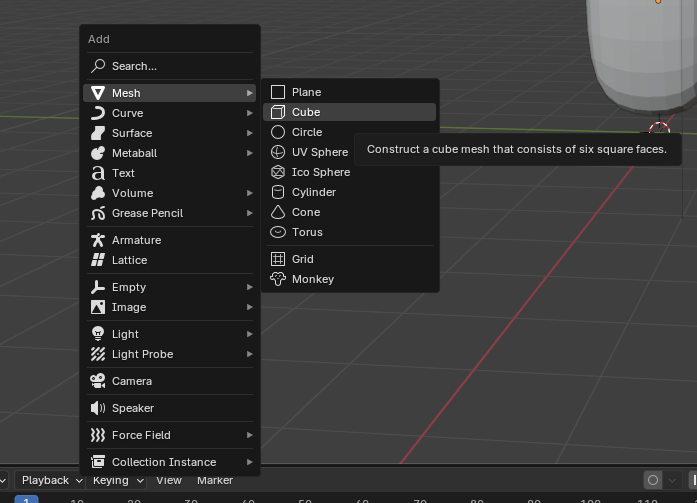 Add
Search...
Mesh
Curve
Surface
Metaball
Text
Volume
Grease Pencil
Armature
Lattice
Empty
Image
Light
Light Probe
Camera
Speaker
Force Field
Collection Instance
Plane
Cube
Circle
UV Sphere
Ico Sphere
Cylinder
Cone
Torus
Grid
Monkey
Construct a cube mesh that consists of six square faces.
Playback Keying View Marker
1 10 20 30 40 50 60 70 80 90 100 110